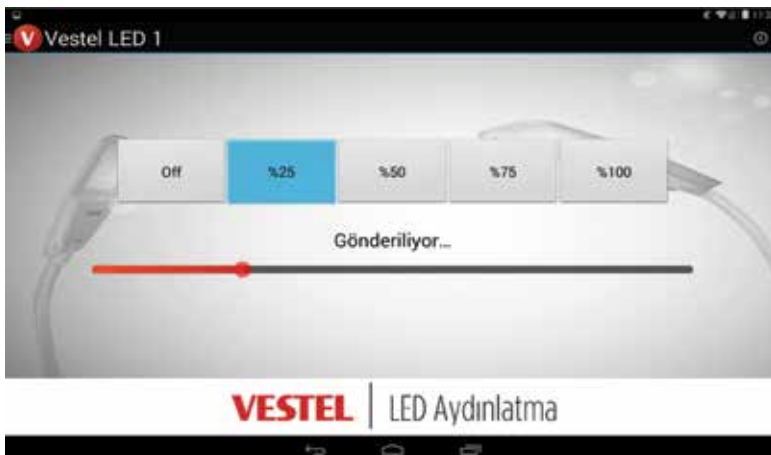 V Vestel LED 1
Off %25 %50 %75 %100
Gönderiliyor...
VESTEL | LED Aydınlatma